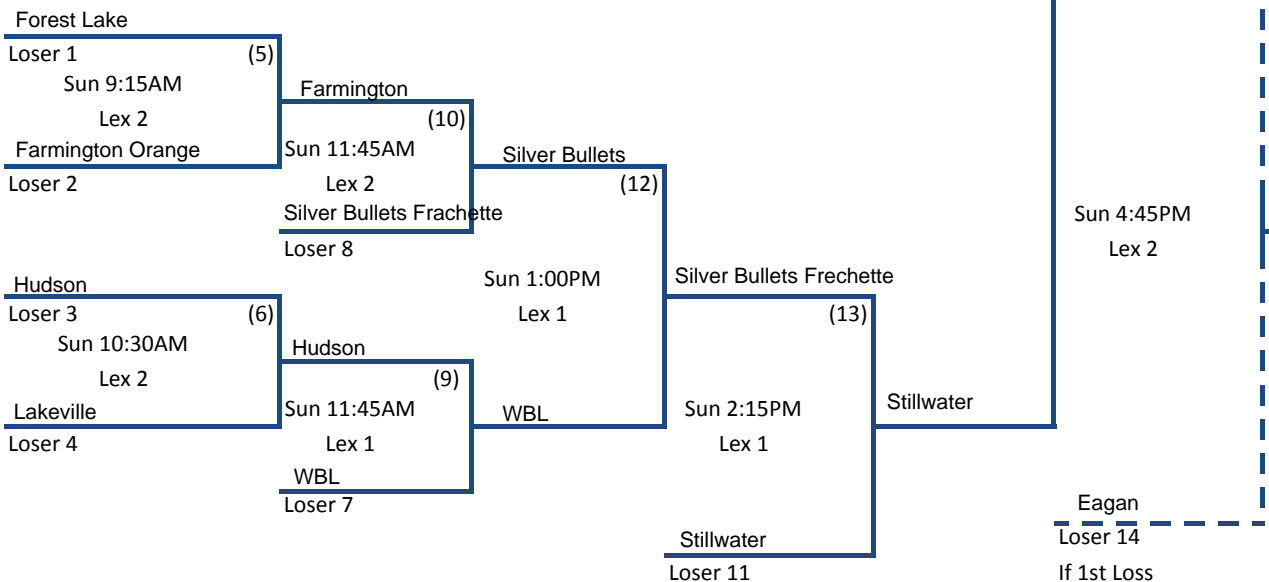 Forest Lake
Loser 1
(5)
Sun 9:15AM
Lex 2
Farmington Orange
Loser 2
Farmington
(10)
Sun 11:45AM
Lex 2
Silver Bullets Frachette
Loser 8
Silver Bullets
(12)
Sun 1:00PM
Lex 1
Hudson
Loser 3
(6)
Sun 10:30AM
Lex 2
Lakeville
Loser 4
Hudson
(9)
Sun 11:45AM
Lex 1
WBL
Loser 7
WBL
Silver Bullets Frechette
(13)
Sun 2:15PM
Lex 1
Stillwater
Loser 11
Stillwater
Sun 4:45PM
Lex 2
Eagan
Loser 14
If 1st Loss